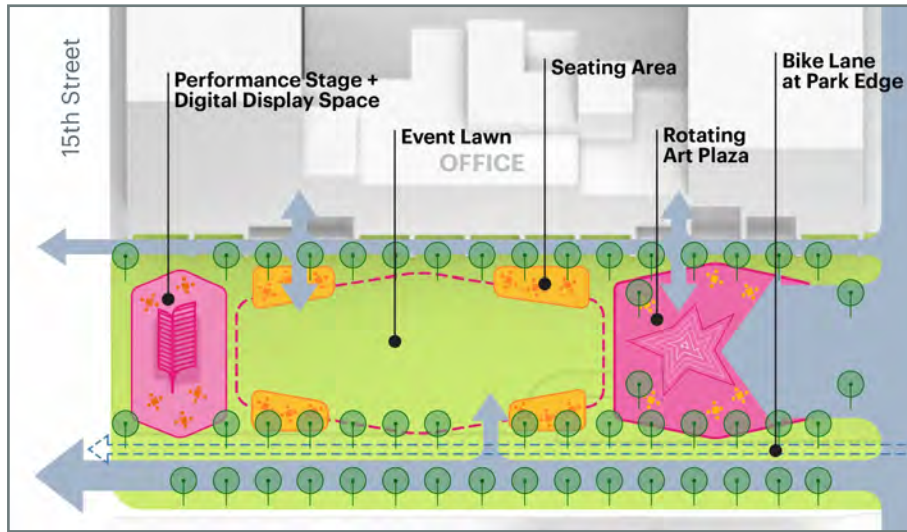 15th Street
Performance Stage +
Digital Display Space
Event Lawn
OFFICE
Seating Area
Rotating
Art Plaza
Bike Lane
at Park Edge